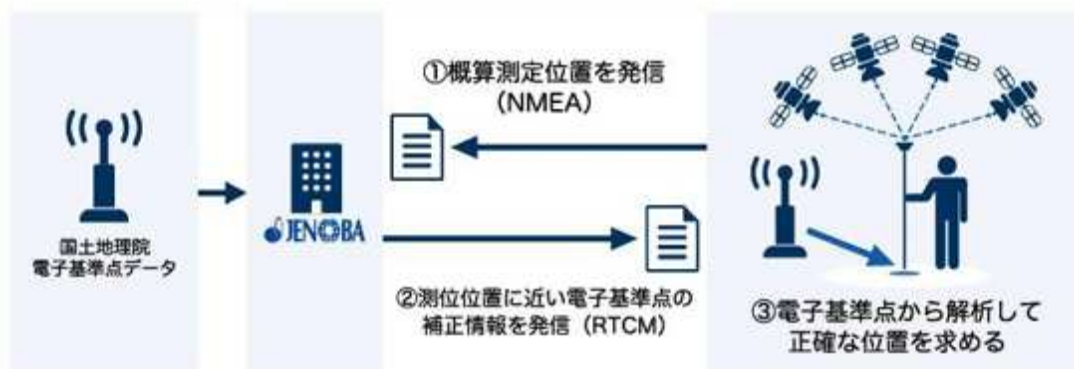 国土地理院
電子基準点データ
JENOBA
①概算測定位置を発信
（NMEA）
②測位位置に近い電子基準点の
補正情報を発信（RTCM）
③電子基準点から解析して
正確な位置を求める